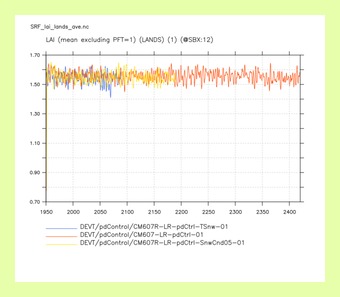 SRF_lai_lands_ave.nc
LAI (mean excluding PFT=1) (LANDS) (1) (@SBX:12)
1.70
1.50
1.30
1.10
0.90
0.70
1950 2000 2050 2100 2150 2200 2250 2300 2350 2400
DEVT/pdControl/CM607R-LR-pdCtrl-TSnw-01
DEVT/pdControl/CM607-LR-pdCtrl-01
DEVT/pdControl/CM607R-LR-pdCtrl-SnwCnd05-01